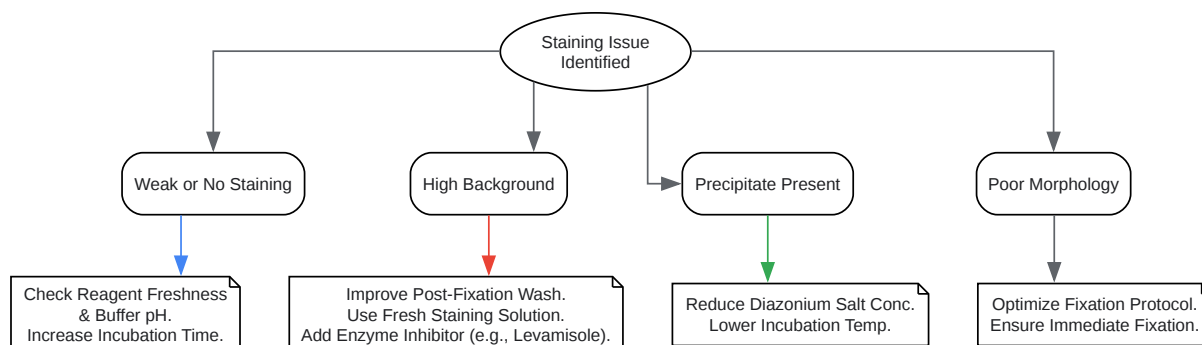 Staining Issue
Identified
Weak or No Staining
High Background
Precipitate Present
Poor Morphology
Check Reagent Freshness
& Buffer pH.
Increase Incubation Time.
Improve Post-Fixation Wash.
Use Fresh Staining Solution.
Add Enzyme Inhibitor (e.g., Levamisole).
Reduce Diazonium Salt Conc.
Lower Incubation Temp.
Optimize Fixation Protocol.
Ensure Immediate Fixation.